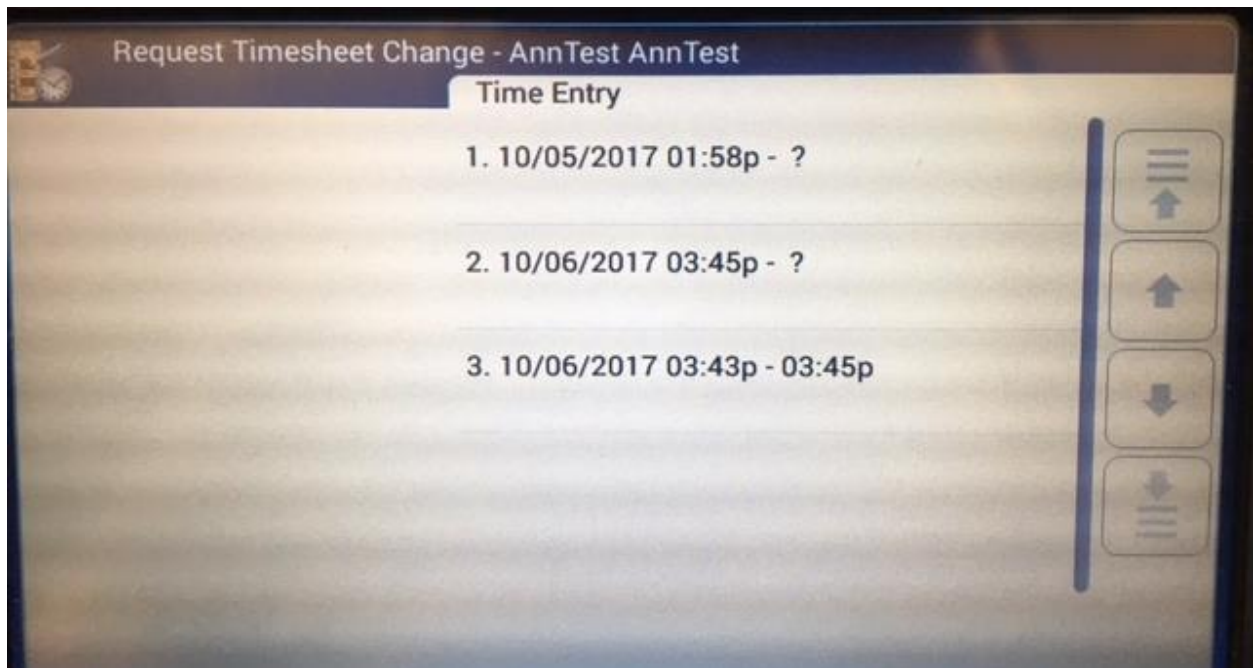 Request Timesheet Change - AnnTest AnnTest
Time Entry
1. 10/05/2017 01:58p - ?
2. 10/06/2017 03:45p - ?
3. 10/06/2017 03:43p - 03:45p